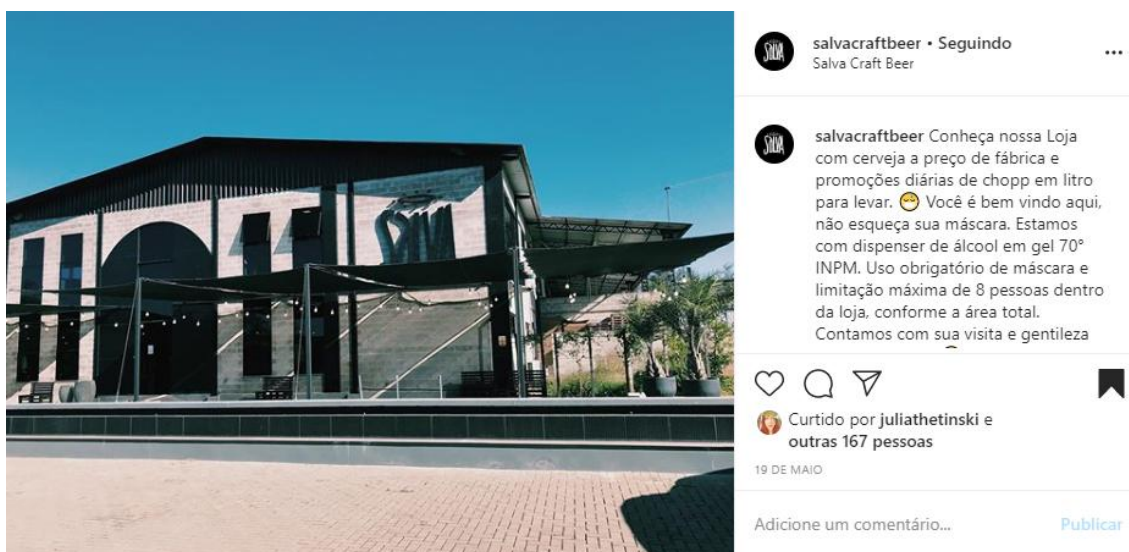 SALVA
salvacraftbeer • Seguindo
Salva Craft Beer
SALVA
salvacraftbeer Conheça nossa Loja
com cerveja a preço de fábrica e
promoções diárias de chopp em litro
para levar. 😷 Você é bem vindo aqui,
não esqueça sua máscara. Estamos
com dispenser de álcool em gel 70°
INPM. Uso obrigatório de máscara e
limitação máxima de 8 pessoas dentro
da loja, conforme a área total.
Contamos com sua visita e gentileza
Curtido por juliathetinski e
outras 167 pessoas
19 DE MAIO
Adicione um comentário...
Publicar